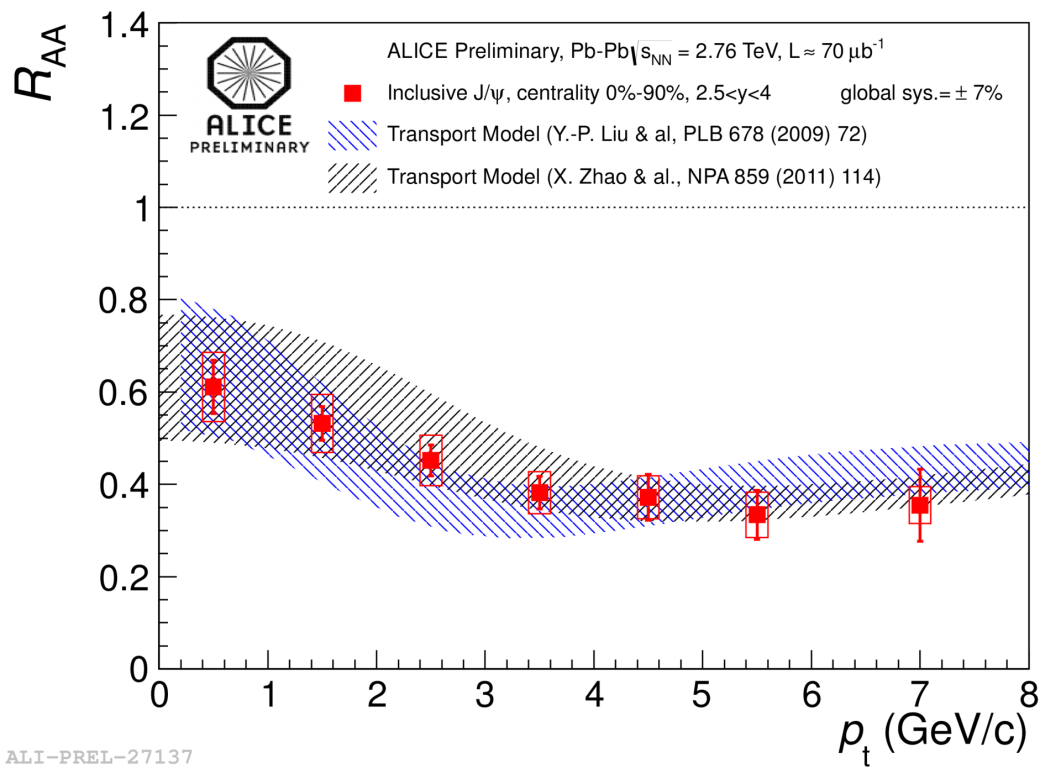 R_AA
1.4
1.2
1
0.8
0.6
0.4
0.2
0
ALICE
PRELIMINARY
ALICE Preliminary, Pb-Pb√s_NN = 2.76 TeV, L ≈ 70 μb⁻¹
Inclusive J/ψ, centrality 0%-90%, 2.5<y<4 global sys.= ± 7%
Transport Model (Y.-P. Liu & al, PLB 678 (2009) 72)
Transport Model (X. Zhao & al., NPA 859 (2011) 114)
0 1 2 3 4 5 6 7 8
p_t (GeV/c)
ALI-PREL-27137